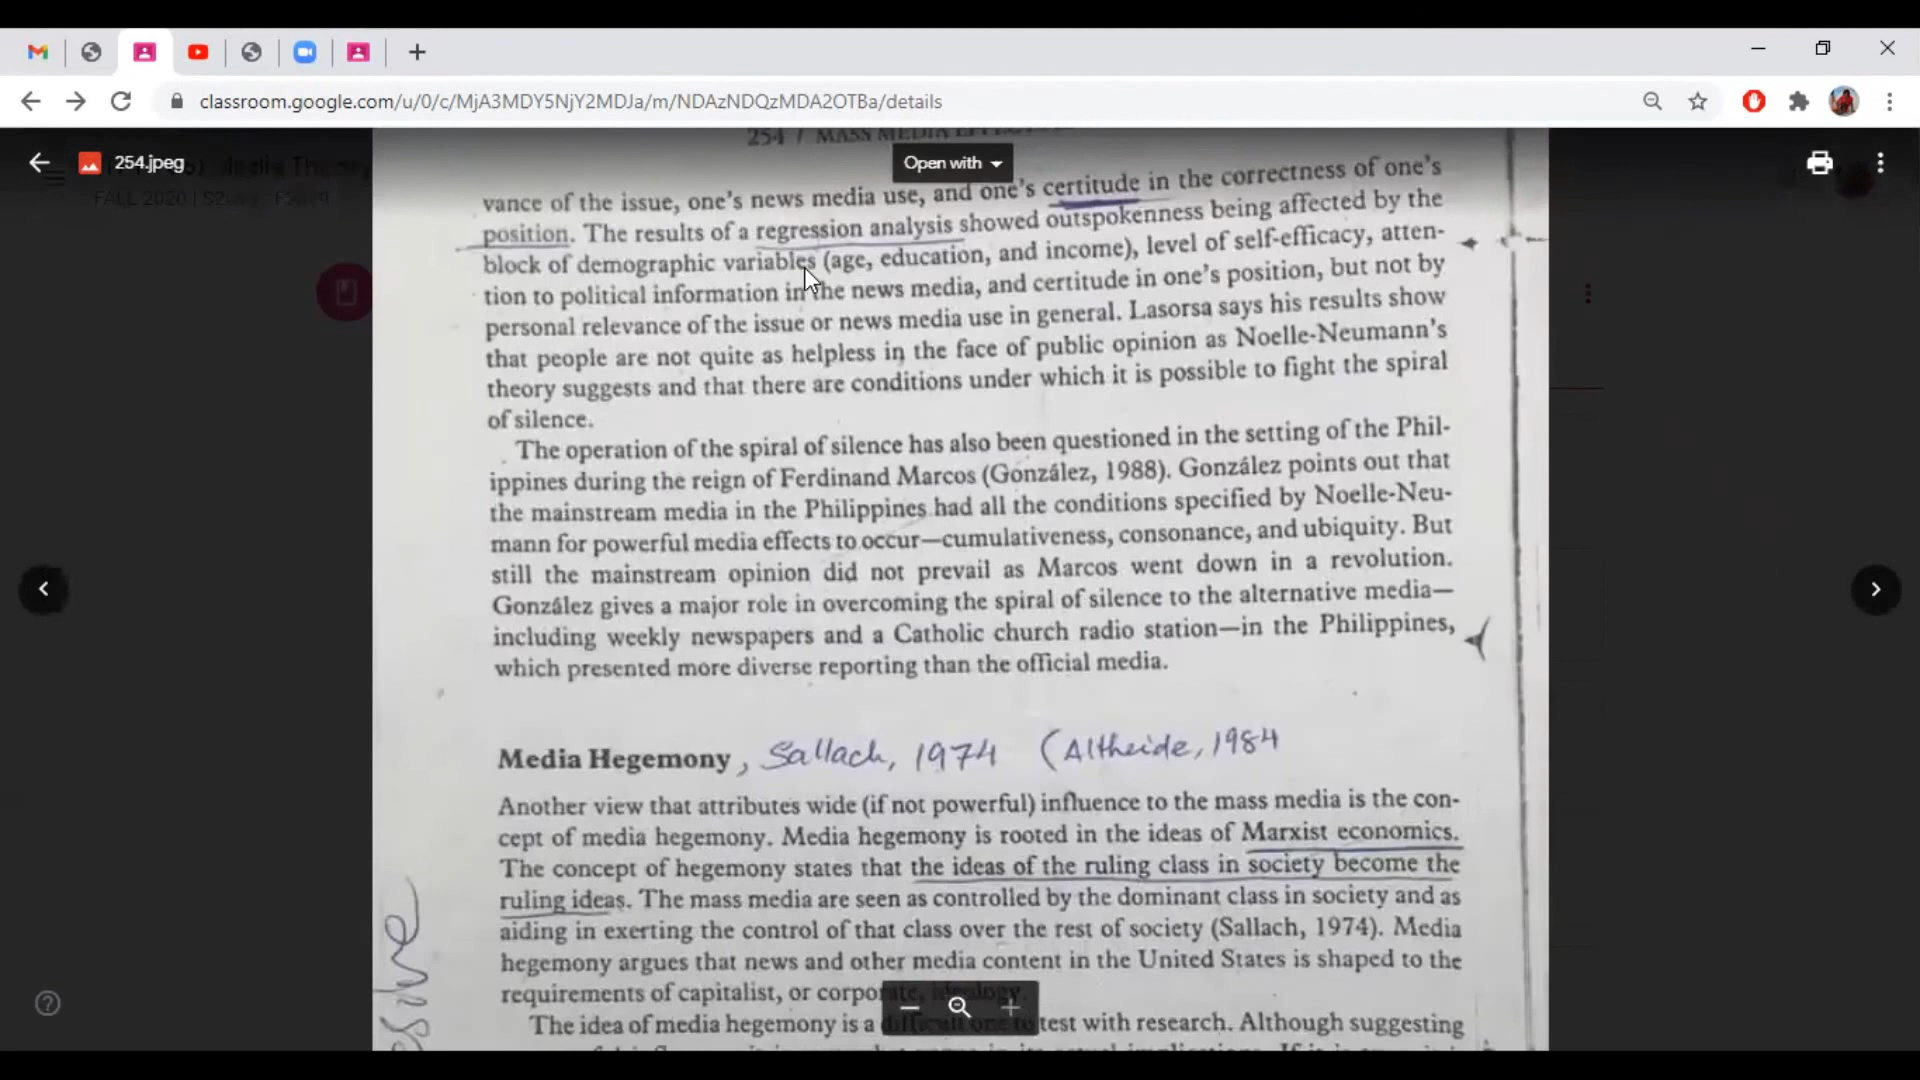 classroom.google.com/u/0/c/MjA3MDY5NjY2MDJa/m/NDAzNDQzMDA2OTBa/details
254 / MASS MEDIA
254.jpeg
Open with
FALL 2020 | S2
vance of the issue, one's news media use, and one's certitude in the correctness of one's
position. The results of a regression analysis showed outspokenness being affected by the
block of demographic variables (age, education, and income), level of self-efficacy, atten-
tion to political information in the news media, and certitude in one's position, but not by
personal relevance of the issue or news media use in general. Lasorsa says his results show
that people are not quite as helpless in the face of public opinion as Noelle-Neumann's
theory suggests and that there are conditions under which it is possible to fight the spiral
of silence.
The operation of the spiral of silence has also been questioned in the setting of the Phil-
ippines during the reign of Ferdinand Marcos (González, 1988). González points out that
the mainstream media in the Philippines had all the conditions specified by Noelle-Neu-
mann for powerful media effects to occur—cumulativeness, consonance, and ubiquity. But
still the mainstream opinion did not prevail as Marcos went down in a revolution.
González gives a major role in overcoming the spiral of silence to the alternative media—
including weekly newspapers and a Catholic church radio station—in the Philippines,
which presented more diverse reporting than the official media.
Media Hegemony, Sallach, 1974 (Altheide, 1984
Another view that attributes wide (if not powerful) influence to the mass media is the con-
cept of media hegemony. Media hegemony is rooted in the ideas of Marxist economics.
The concept of hegemony states that the ideas of the ruling class in society become the
ruling ideas. The mass media are seen as controlled by the dominant class in society and as
aiding in exerting the control of that class over the rest of society (Sallach, 1974). Media
hegemony argues that news and other media content in the United States is shaped to the
requirements of capitalist, or corporate, ideology.
The idea of media hegemony is a difficult one to test with research. Although suggesting